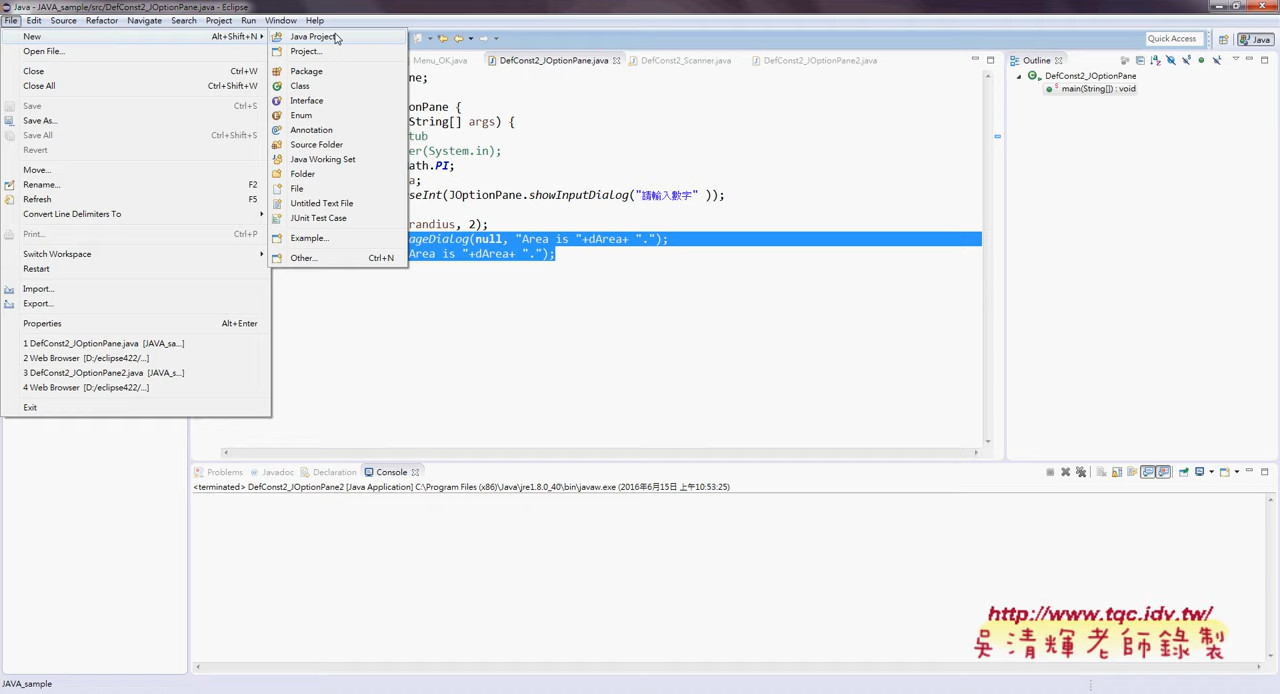 Java - JAVA_sample/src/DefConst2_JOptionPane.java - Eclipse
File Edit Source Refactor Navigate Search Project Run Window Help
New Alt+Shift+N
Open File...
Close Ctrl+W
Close All Ctrl+Shift+W
Save Ctrl+S
Save As...
Save All Ctrl+Shift+S
Revert
Move...
Rename... F2
Refresh F5
Convert Line Delimiters To
Print... Ctrl+P
Switch Workspace
Restart
Import...
Export...
Properties Alt+Enter
1 DefConst2_JOptionPane.java [JAVA_sa...]
2 Web Browser [D:/eclipse422/...]
3 DefConst2_JOptionPane2.java [JAVA_s...]
4 Web Browser [D:/eclipse422/...]
Exit
Java Project
Project...
Package
Class
Interface
Enum
Annotation
Source Folder
Java Working Set
Folder
File
Untitled Text File
JUnit Test Case
Example...
Other... Ctrl+N
Quick Access
Java
Menu_OK.java DefConst2_JOptionPane.java DefConst2_Scanner.java DefConst2_JOptionPane2.java
ne;
onPane {
String[] args) {
tub
er(System.in);
ath.PI;
a;
seInt(JOptionPane.showInputDialog("請輸入數字" ));
randius, 2);
ageDialog(null, "Area is "+dArea+ ".");
Area is "+dArea+ ".");
Outline
DefConst2_JOptionPane
main(String[]) : void
Problems Javadoc Declaration Console
<terminated> DefConst2_JOptionPane2 [Java Application] C:\Program Files (x86)\Java\jre1.8.0_40\bin\javaw.exe (2016年6月15日 上午10:53:25)
http://www.tqc.idv.tw/
吳清輝老師錄製
JAVA_sample